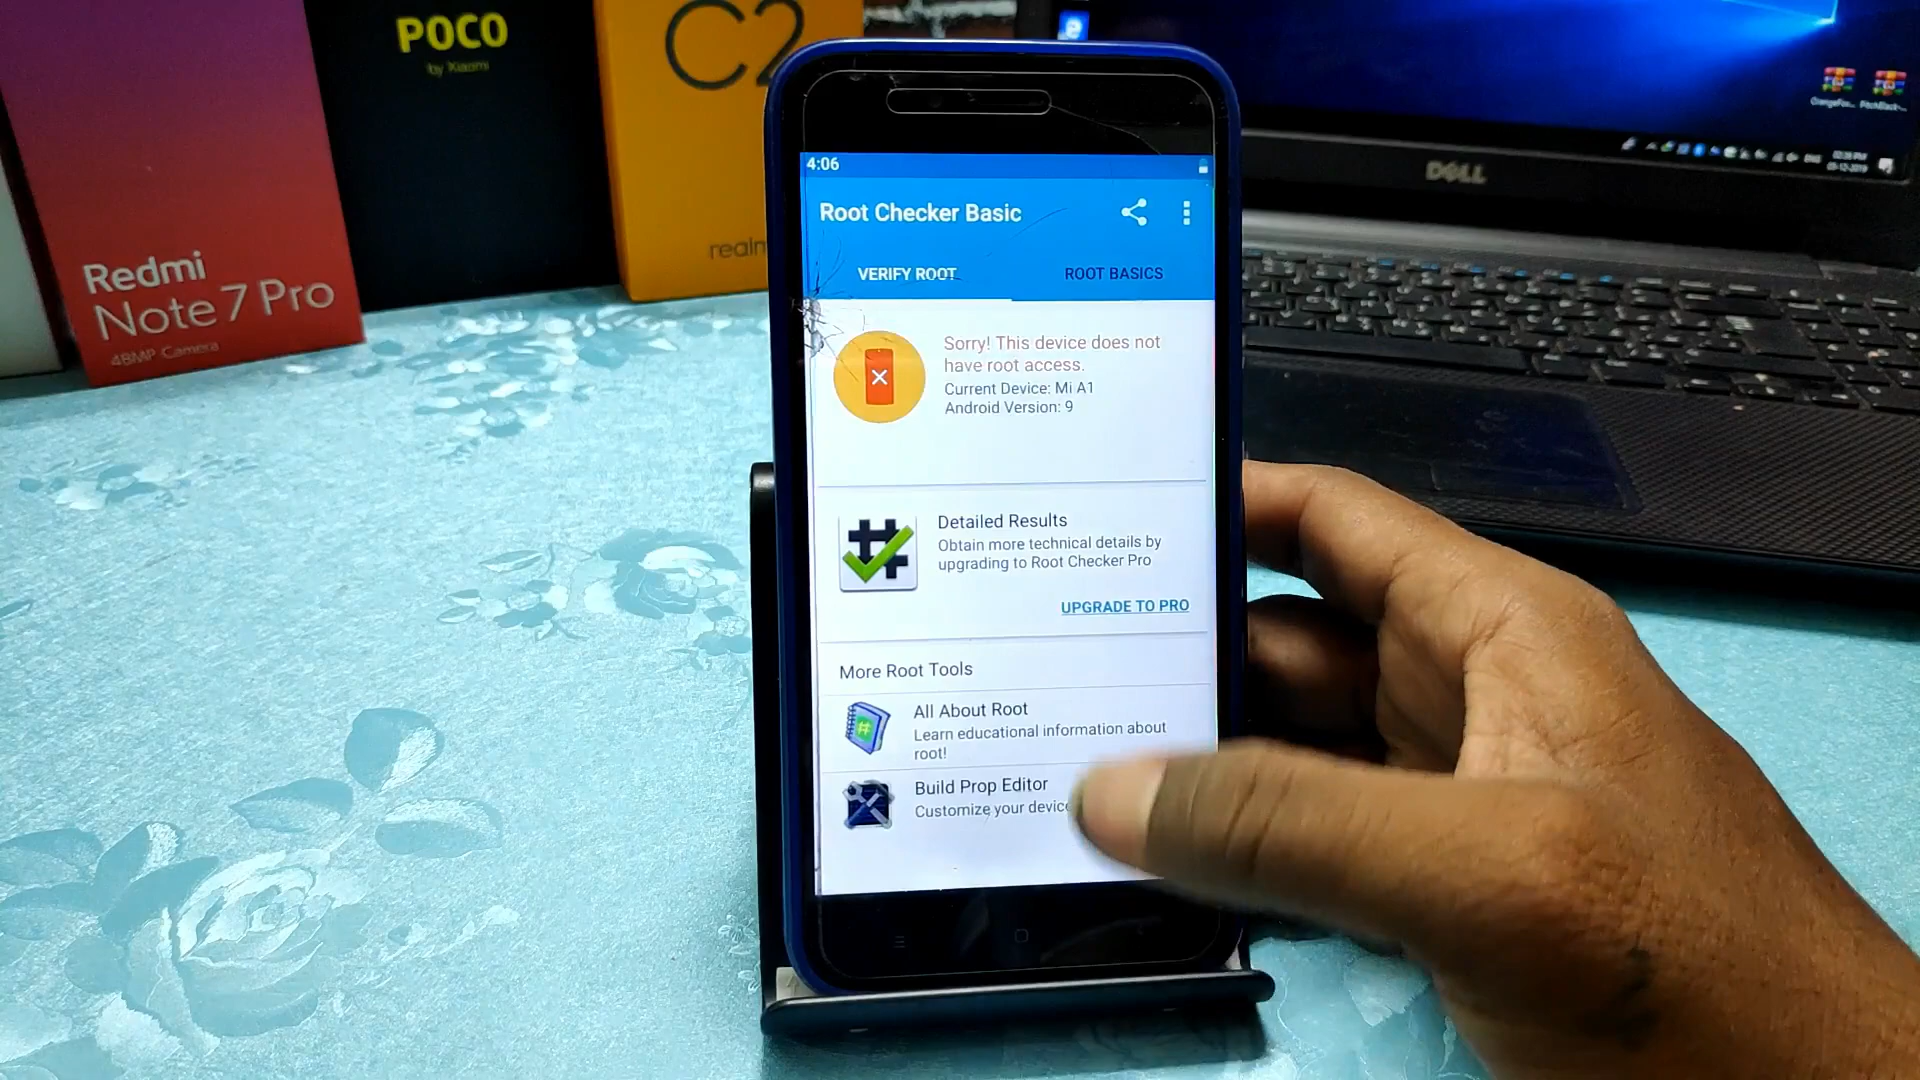 POCO
by Xiaomi
C2
realm
Redmi
Note 7 Pro
48MP Camera
DELL
4:06
Root Checker Basic
VERIFY ROOT
ROOT BASICS
Sorry! This device does not
have root access.
Current Device: Mi A1
Android Version: 9
Detailed Results
Obtain more technical details by
upgrading to Root Checker Pro
UPGRADE TO PRO
More Root Tools
All About Root
Learn educational information about
root!
Build Prop Editor
Customize your device